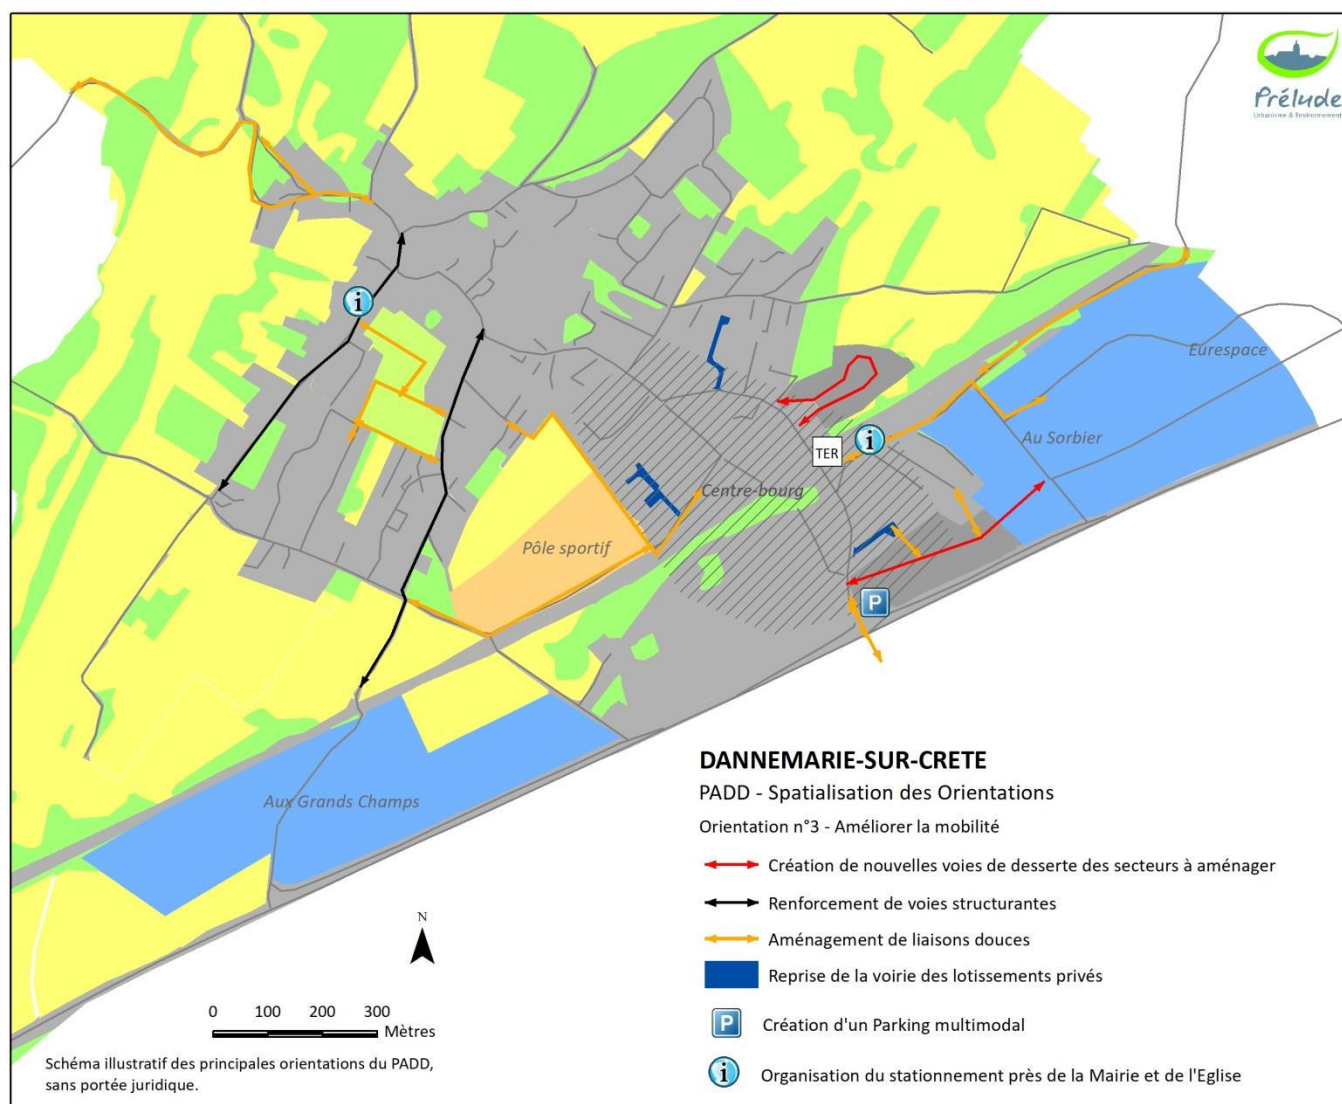 Prélude
Urbanisme & Environnement
Eurespace
Au Sorbier
TER
Centre-bourg
Pôle sportif
P
Aux Grands Champs
DANNEMARIE-SUR-CRETE
PADD - Spatialisation des Orientations
Orientation n°3 - Améliorer la mobilité
Création de nouvelles voies de desserte des secteurs à aménager
Renforcement de voies structurantes
Aménagement de liaisons douces
Reprise de la voirie des lotissements privés
P Création d'un Parking multimodal
i Organisation du stationnement près de la Mairie et de l'Eglise
i
i
N
0 100 200 300
Mètres
Schéma illustratif des principales orientations du PADD,
sans portée juridique.